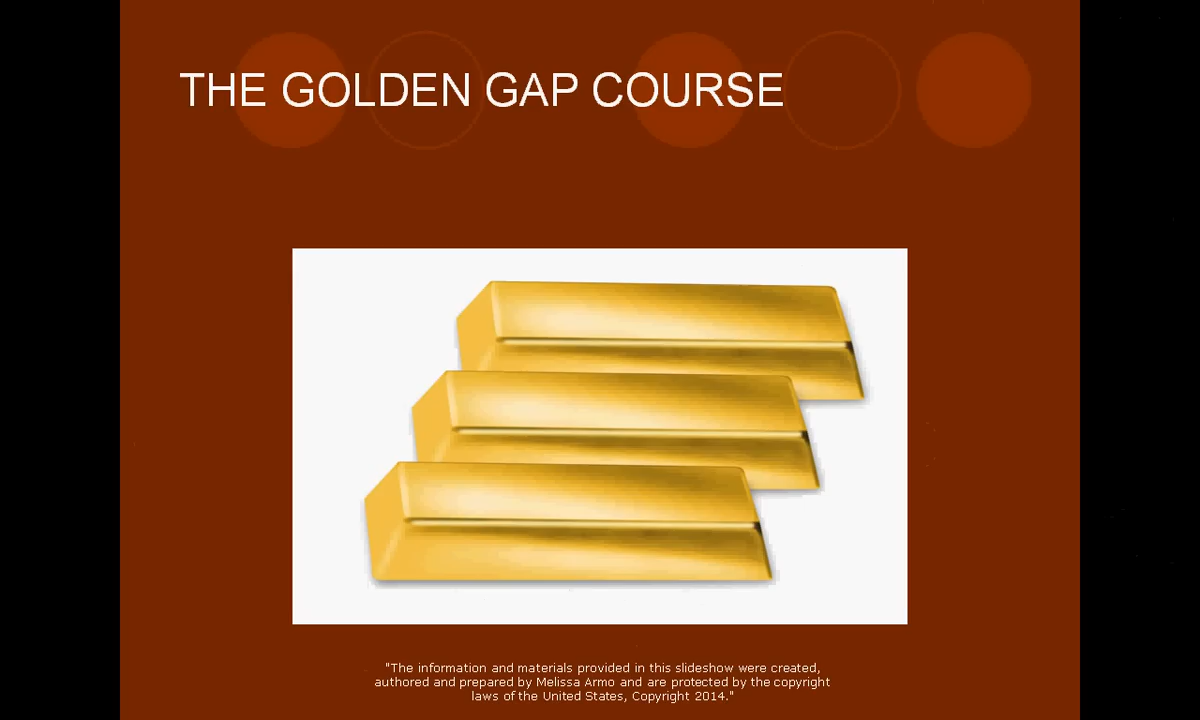 THE GOLDEN GAP COURSE
"The information and materials provided in this slideshow were created,
authored and prepared by Melissa Armo and are protected by the copyright
laws of the United States, Copyright 2014."